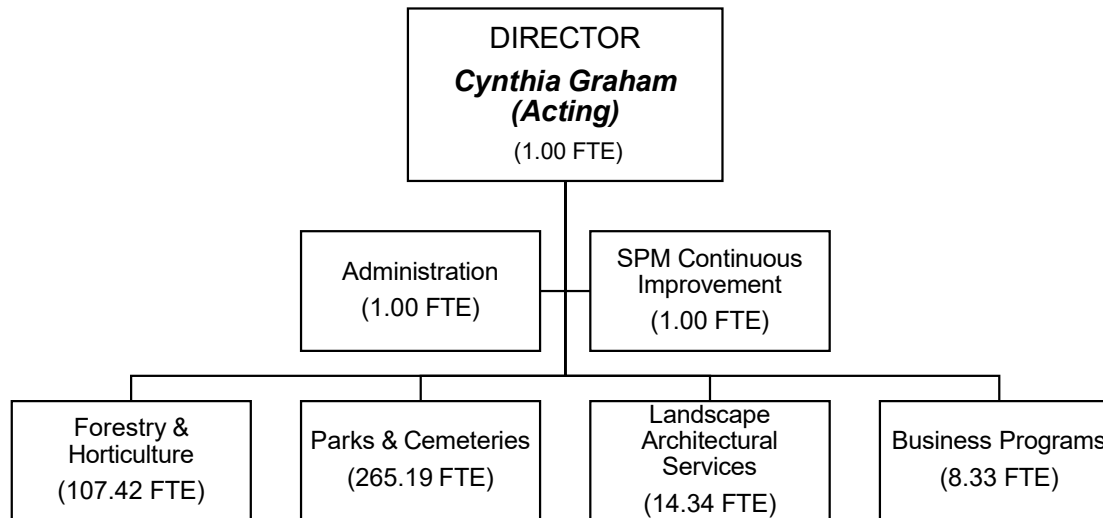 DIRECTOR
Cynthia Graham
(Acting)
(1.00 FTE)
Administration
(1.00 FTE)
SPM Continuous
Improvement
(1.00 FTE)
Forestry &
Horticulture
(107.42 FTE)
Parks & Cemeteries
(265.19 FTE)
Landscape
Architectural
Services
(14.34 FTE)
Business Programs
(8.33 FTE)